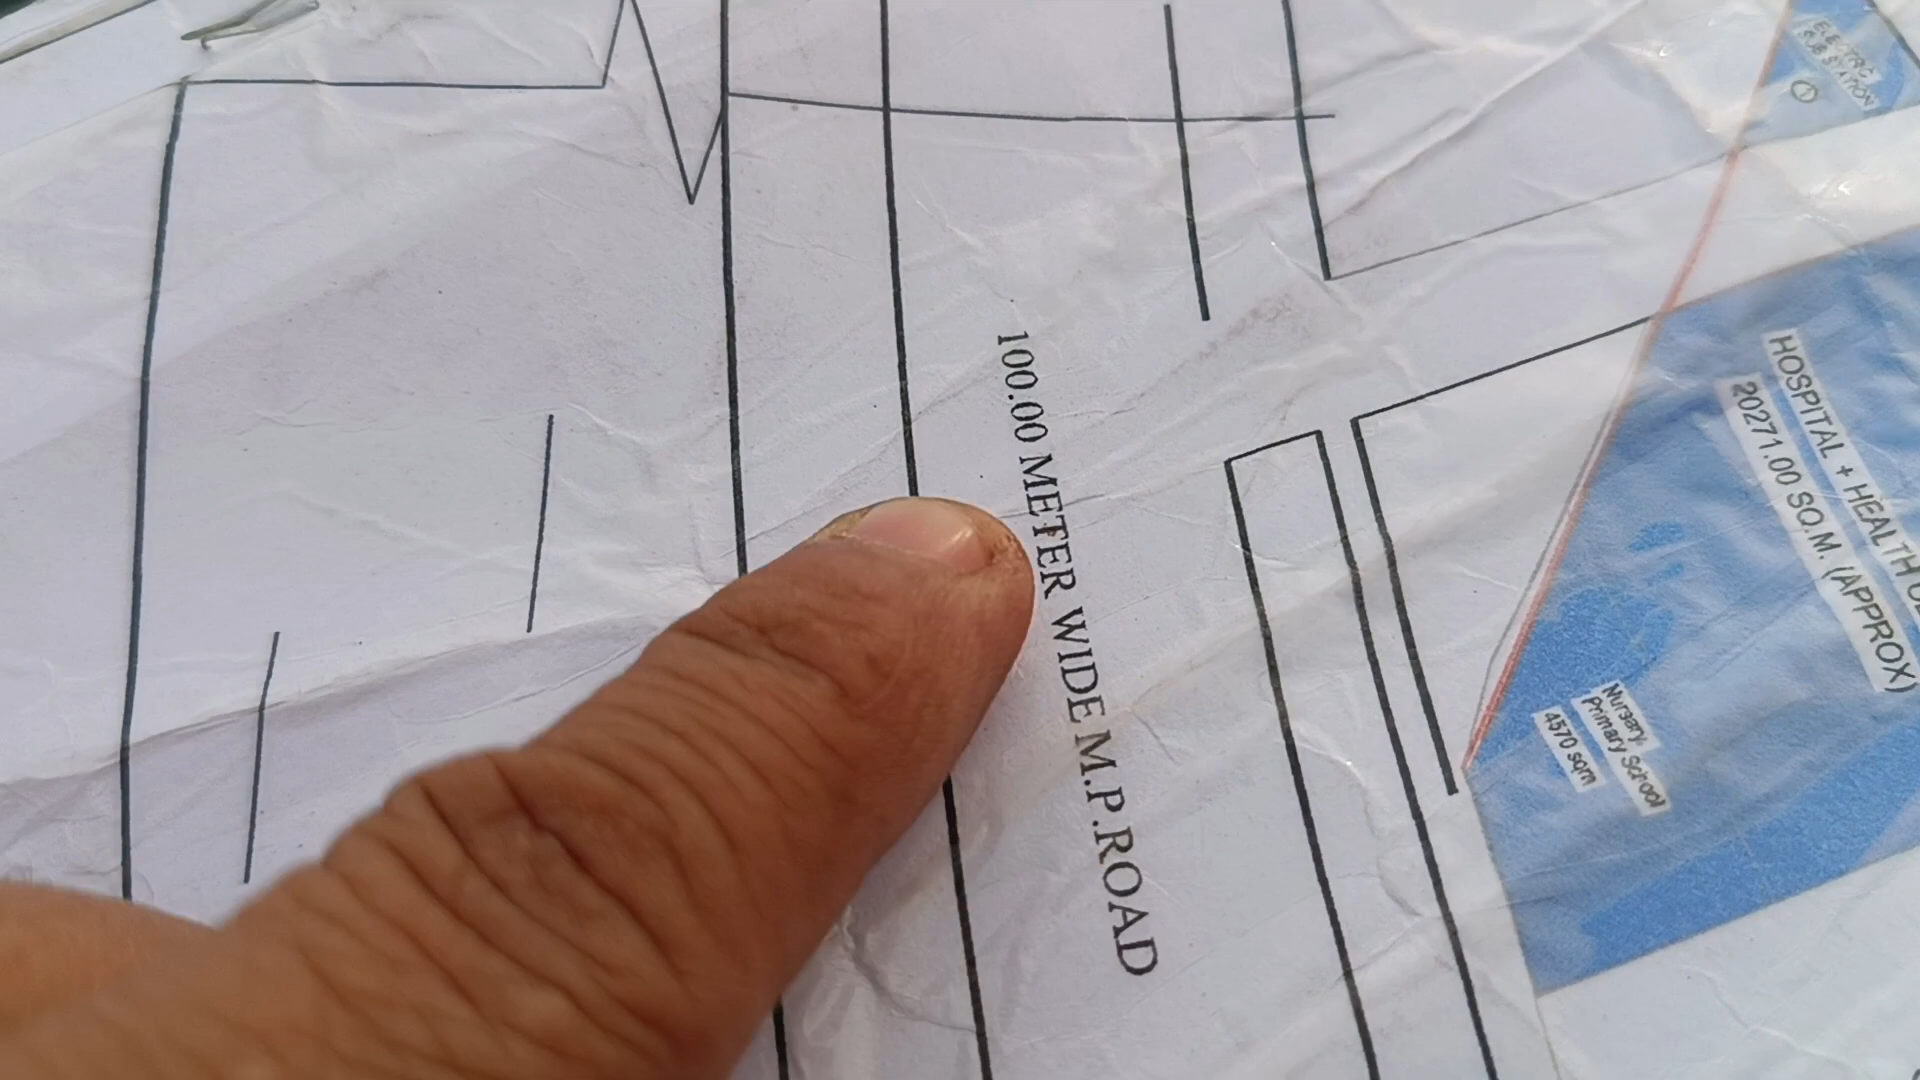 ELECTRIC
SUB STATION
1
100.00 METER WIDE M.P.ROAD
HOSPITAL + HEALTH
20271.00 SQ.M. (APPROX)
Nursery
Primary School
4570 sqm